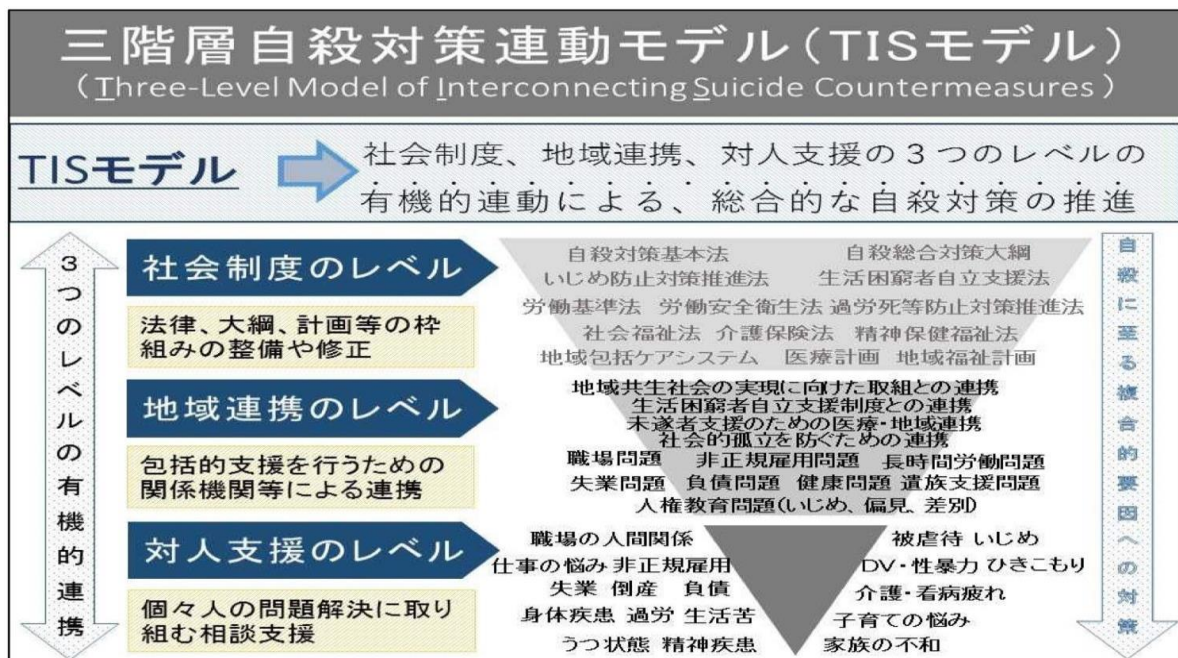 三階層自殺対策連動モデル(TISモデル)
(Three-Level Model of Interconnecting Suicide Countermeasures)
TISモデル
社会制度、地域連携、対人支援の3つのレベルの
有機的連動による、総合的な自殺対策の推進
3つのレベルの有機的連携
社会制度のレベル
法律、大綱、計画等の枠
組みの整備や修正
自殺対策基本法 自殺総合対策大綱
いじめ防止対策推進法 生活困窮者自立支援法
労働基準法 労働安全衛生法 過労死等防止対策推進法
社会福祉法 介護保険法 精神保健福祉法
地域包括ケアシステム 医療計画 地域福祉計画
地域連携のレベル
包括的支援を行うための
関係機関等による連携
地域共生社会の実現に向けた取組との連携
生活困窮者自立支援制度との連携
未遂者支援のための医療・地域連携
社会的孤立を防ぐための連携
職場問題 非正規雇用問題 長時間労働問題
失業問題 負債問題 健康問題 遺族支援問題
人権教育問題(いじめ、偏見、差別)
対人支援のレベル
個々人の問題解決に取り
組む相談支援
職場の人間関係 被虐待 いじめ
仕事の悩み 非正規雇用 DV・性暴力 ひきこもり
失業 倒産 負債 介護・看病疲れ
身体疾患 過労 生活苦 子育ての悩み
うつ状態 精神疾患 家族の不和
自殺に至る複合的要因への対策